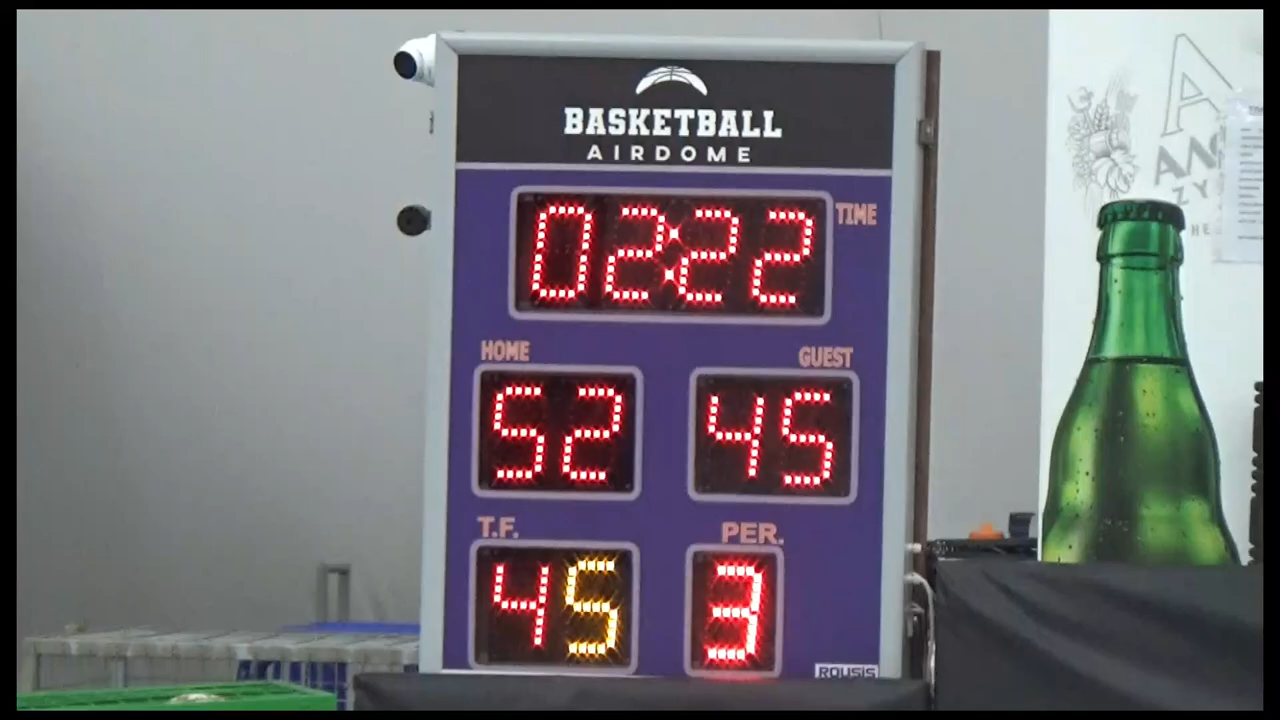 BASKETBALL
AIRDOME
02:22 TIME
HOME GUEST
52 45
T.F. PER.
45 3
ROUSIS